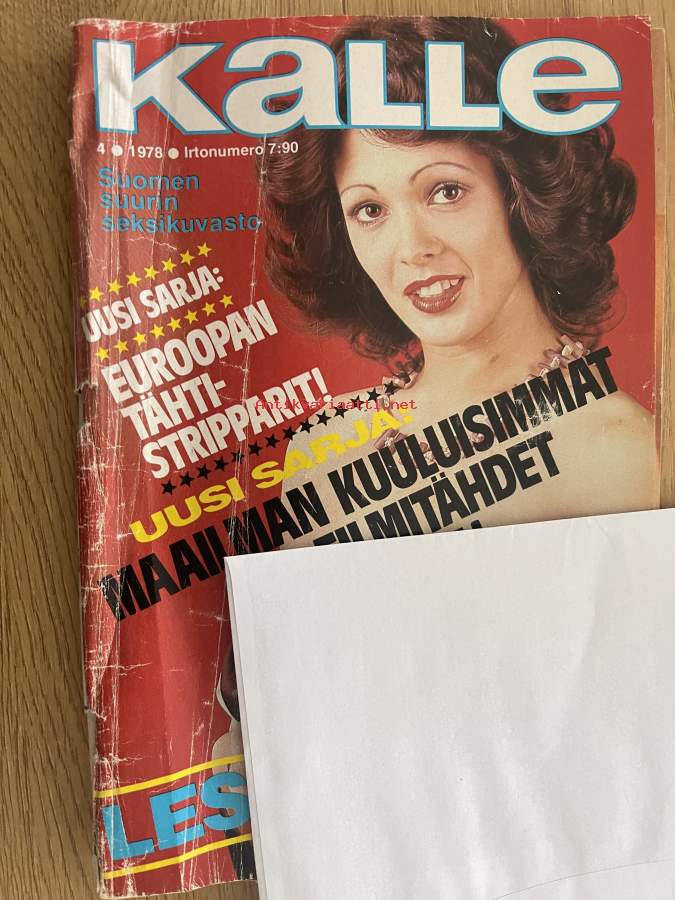 Kalle
4 • 1978 • Irtonumero 7:90
Suomen
suurin
seksikuvasto
UUSI SARJA:
EUROOPAN
TÄHTI-
STRIPPARIT!
Antikvariaatti.net
UUSI SARJA:
MAAILMAN KUULUISIMMAT
FILMITÄHDET
LES